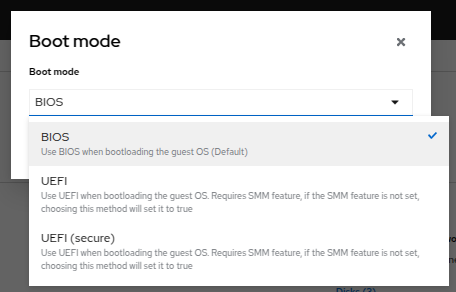 Boot mode
Boot mode
BIOS
BIOS
Use BIOS when bootloading the guest OS (Default)
UEFI
Use UEFI when bootloading the guest OS. Requires SMM feature, if the SMM feature is not set,
choosing this method will set it to true
UEFI (secure)
Use UEFI when bootloading the guest OS. Requires SMM feature, if the SMM feature is not set,
choosing this method will set it to true